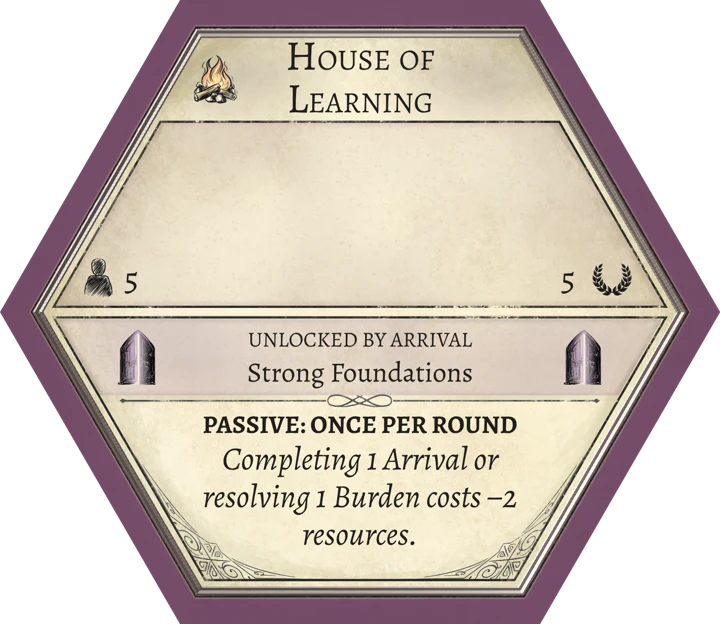 HOUSE OF
LEARNING
5
5
UNLOCKED BY ARRIVAL
Strong Foundations
PASSIVE: ONCE PER ROUND
Completing 1 Arrival or
resolving 1 Burden costs –2
resources.